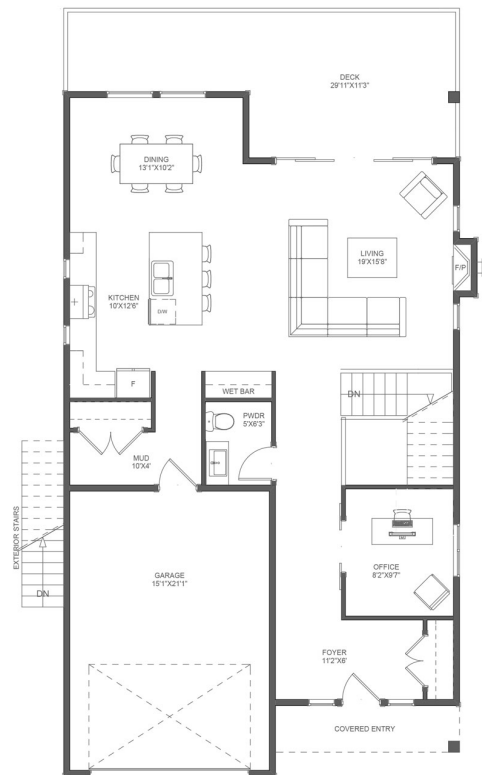 DECK
29'11"X11'3"
DINING
13'1"X10'2"
LIVING
19'X15'8"
F/P
KITCHEN
10'X12'6"
D/W
F
WET BAR
DN
PWDR
5'X6'3"
MUD
10'X4'
EXTERIOR STAIRS
DN
OFFICE
8'2"X9'7"
GARAGE
15'1"X21'1"
FOYER
11'2"X6'
COVERED ENTRY